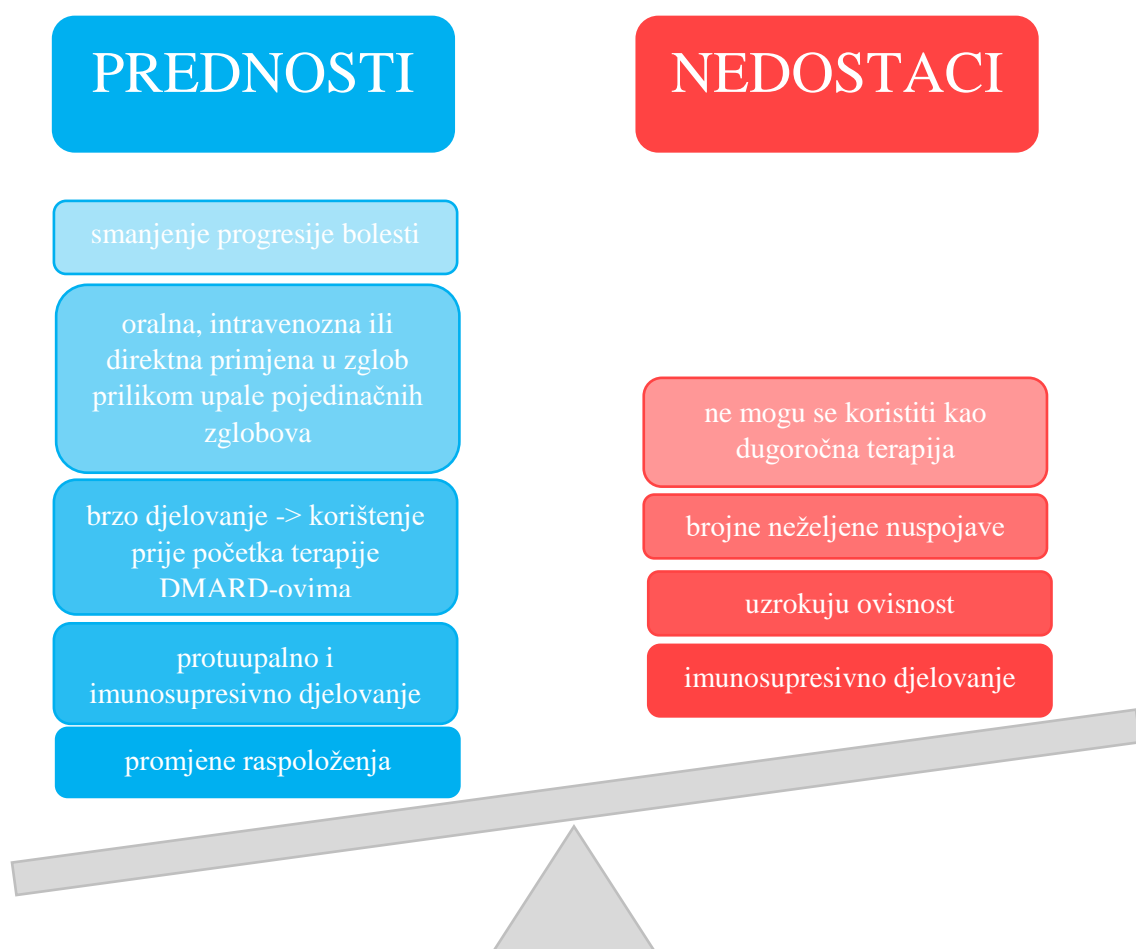 PREDNOSTI
smanjenje progresije bolesti
oralna, intravenozna ili
direktna primjena u zglob
prilikom upale pojedinačnih
zglobova
brzo djelovanje -> korištenje
prije početka terapije
DMARD-ovima
protuupalno i
imunosupresivno djelovanje
promjene raspoloženja
NEDOSTACI
ne mogu se koristiti kao
dugoročna terapija
brojne neželjene nuspojave
uzrokuju ovisnost
imunosupresivno djelovanje